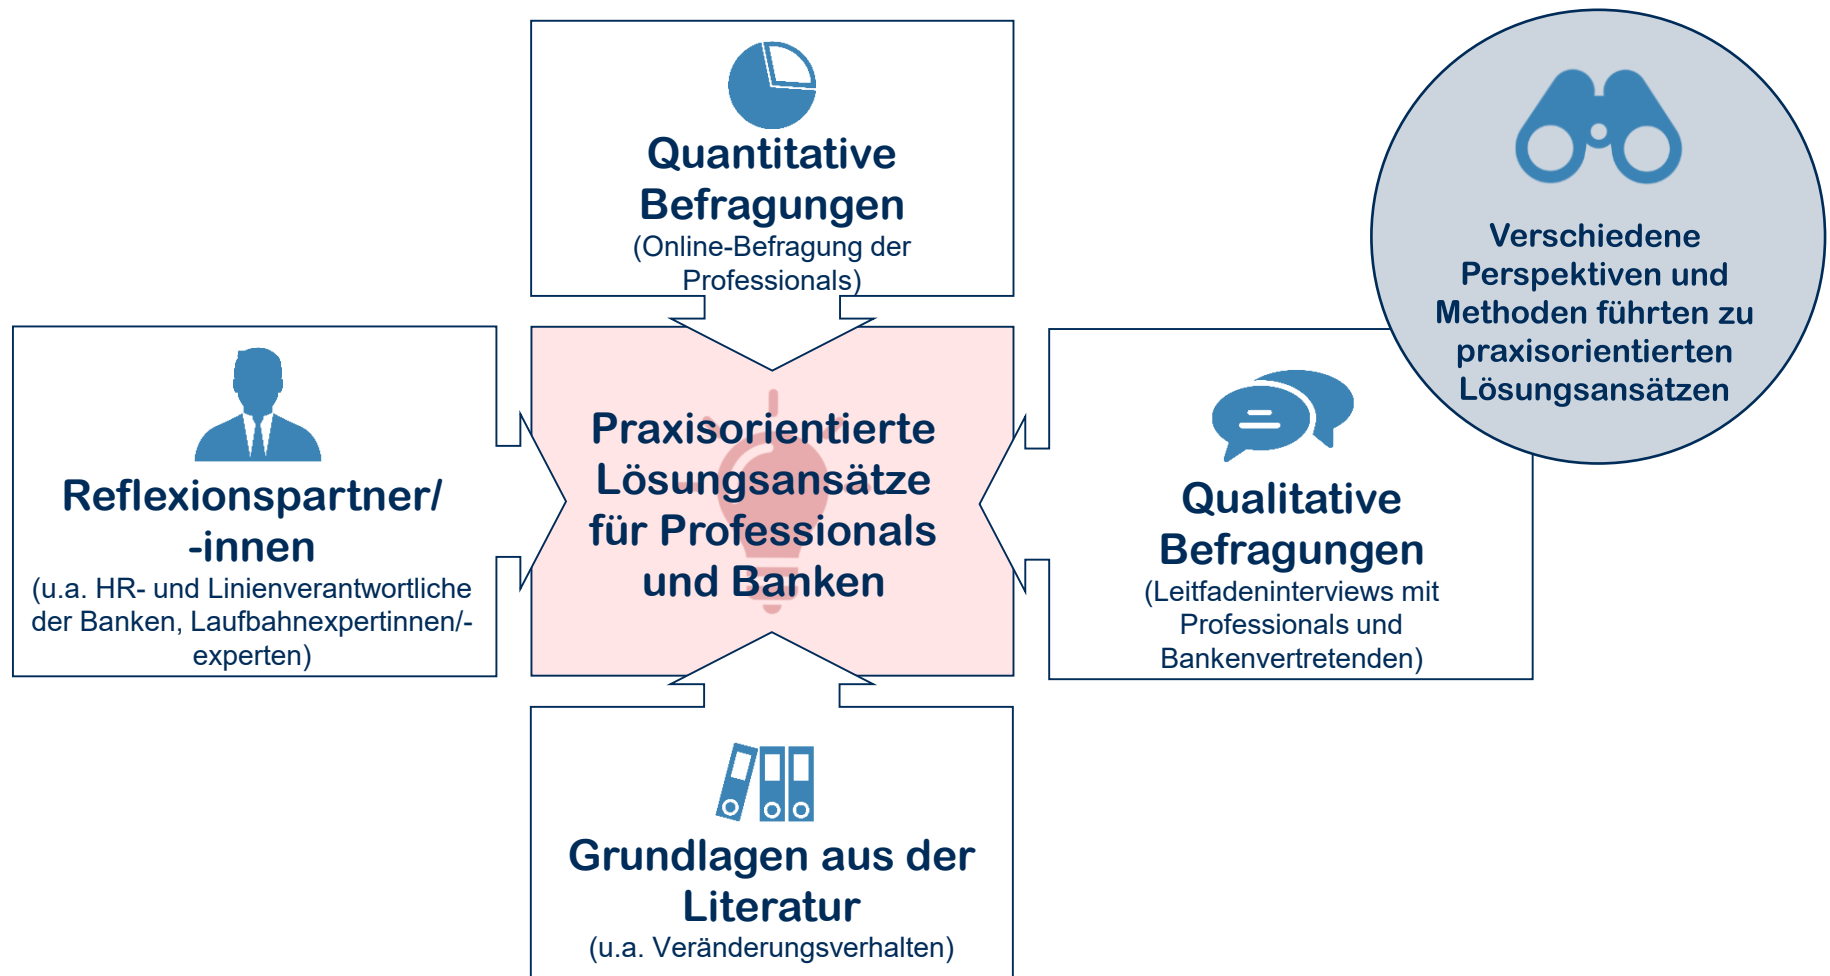 Quantitative
Befragungen
(Online-Befragung der
Professionals)
Verschiedene
Perspektiven und
Methoden führten zu
praxisorientierten
Lösungsansätzen
Reflexionspartner/
-innen
(u.a. HR- und Linienverantwortliche
der Banken, Laufbahnexpertinnen/-
experten)
Praxisorientierte
Lösungsansätze
für Professionals
und Banken
Qualitative
Befragungen
(Leitfadeninterviews mit
Professionals und
Bankenvertretenden)
Grundlagen aus der
Literatur
(u.a. Veränderungsverhalten)